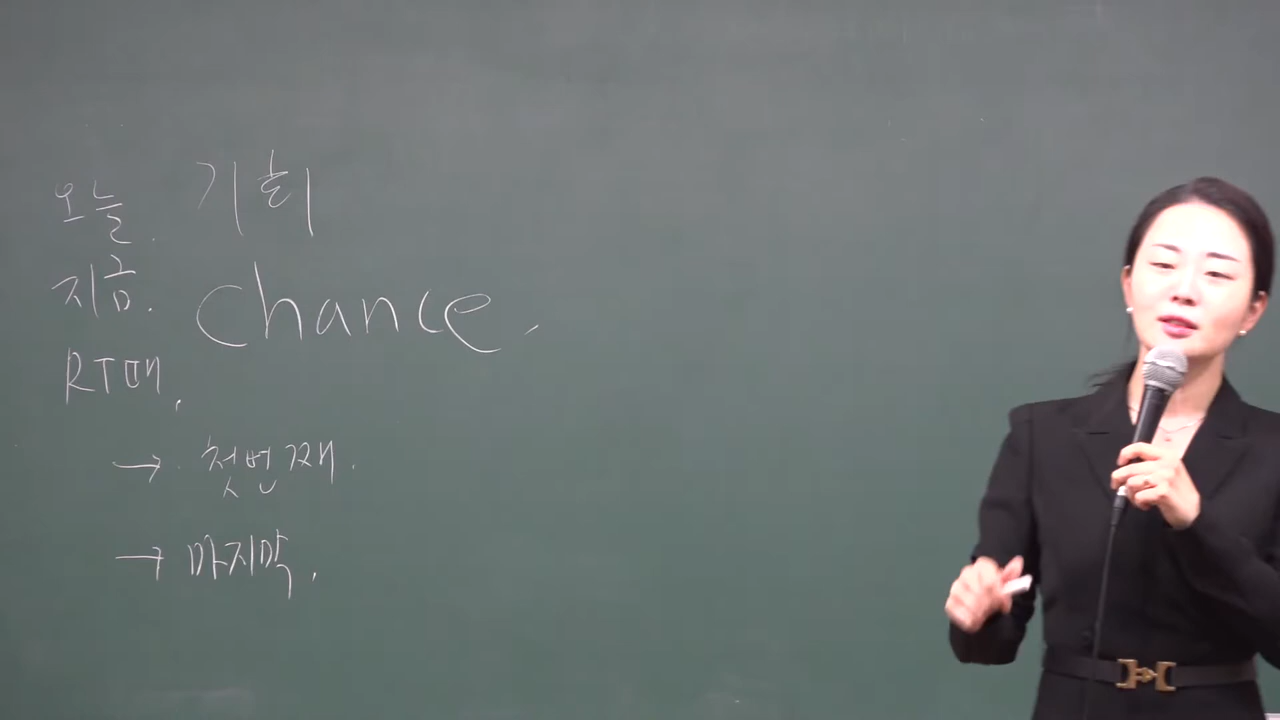 오늘. 기회
지금. Chance.
RT때.
→ 첫번째.
→ 마지막.